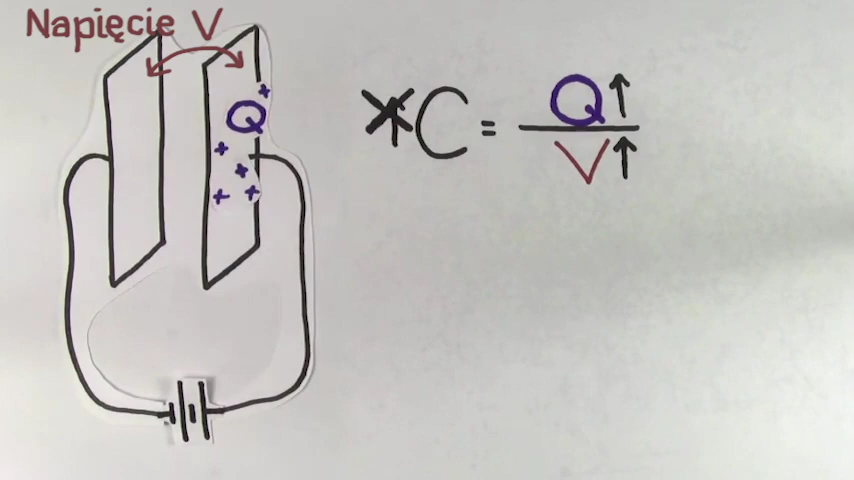 Napięcie V
Q
C = Q↑
V↑